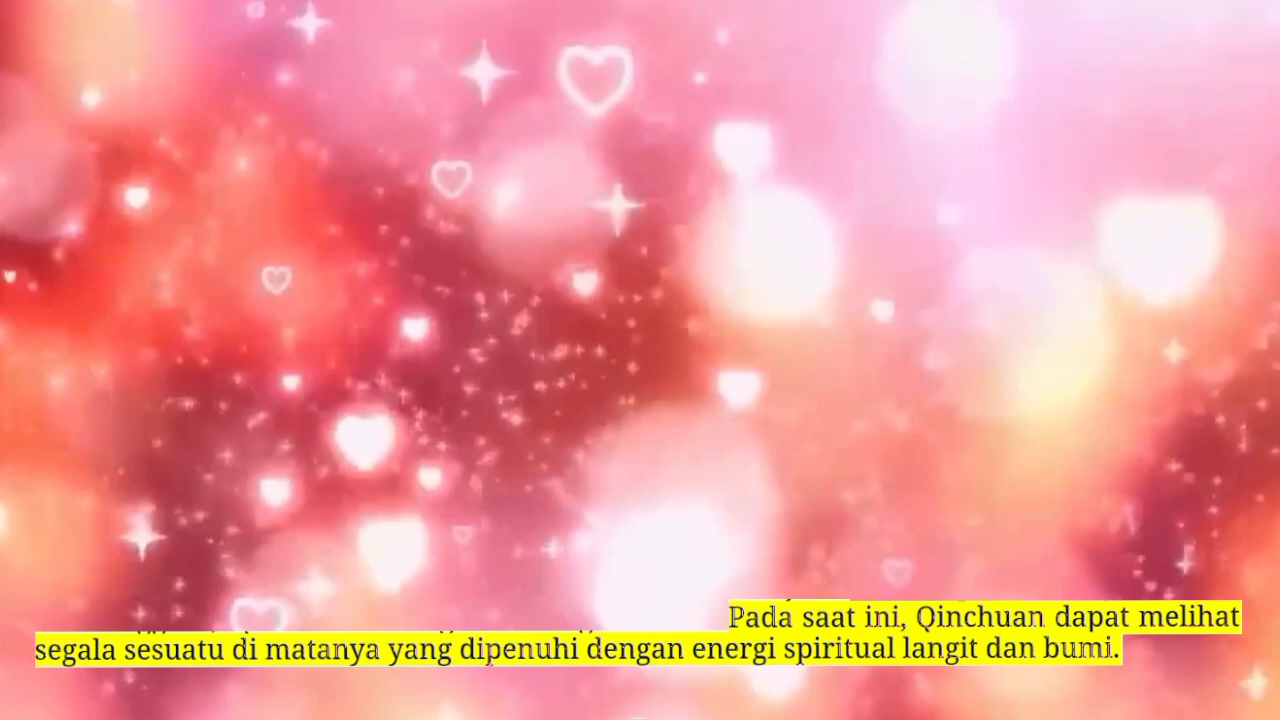 Pada saat ini, Qinchuan dapat melihat
segala sesuatu di matanya yang dipenuhi dengan energi spiritual langit dan bumi.